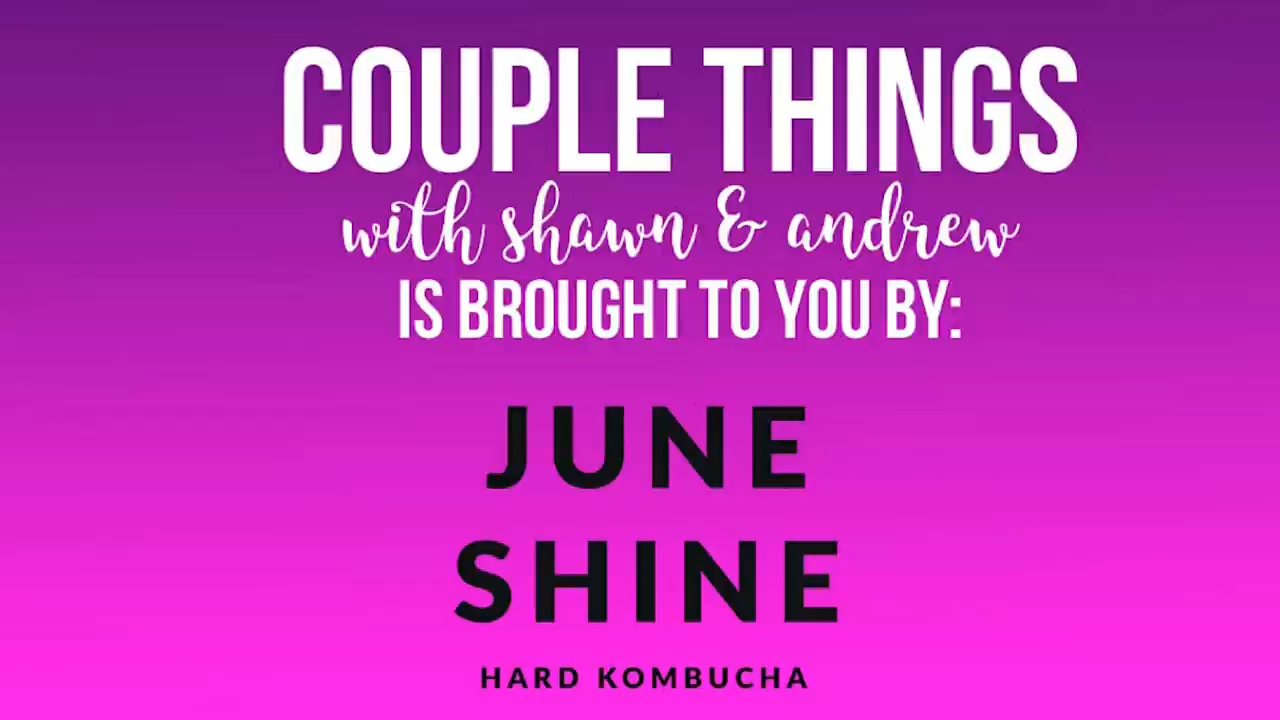 COUPLE THINGS
with shawn & andrew
IS BROUGHT TO YOU BY:
JUNE
SHINE
HARD KOMBUCHA